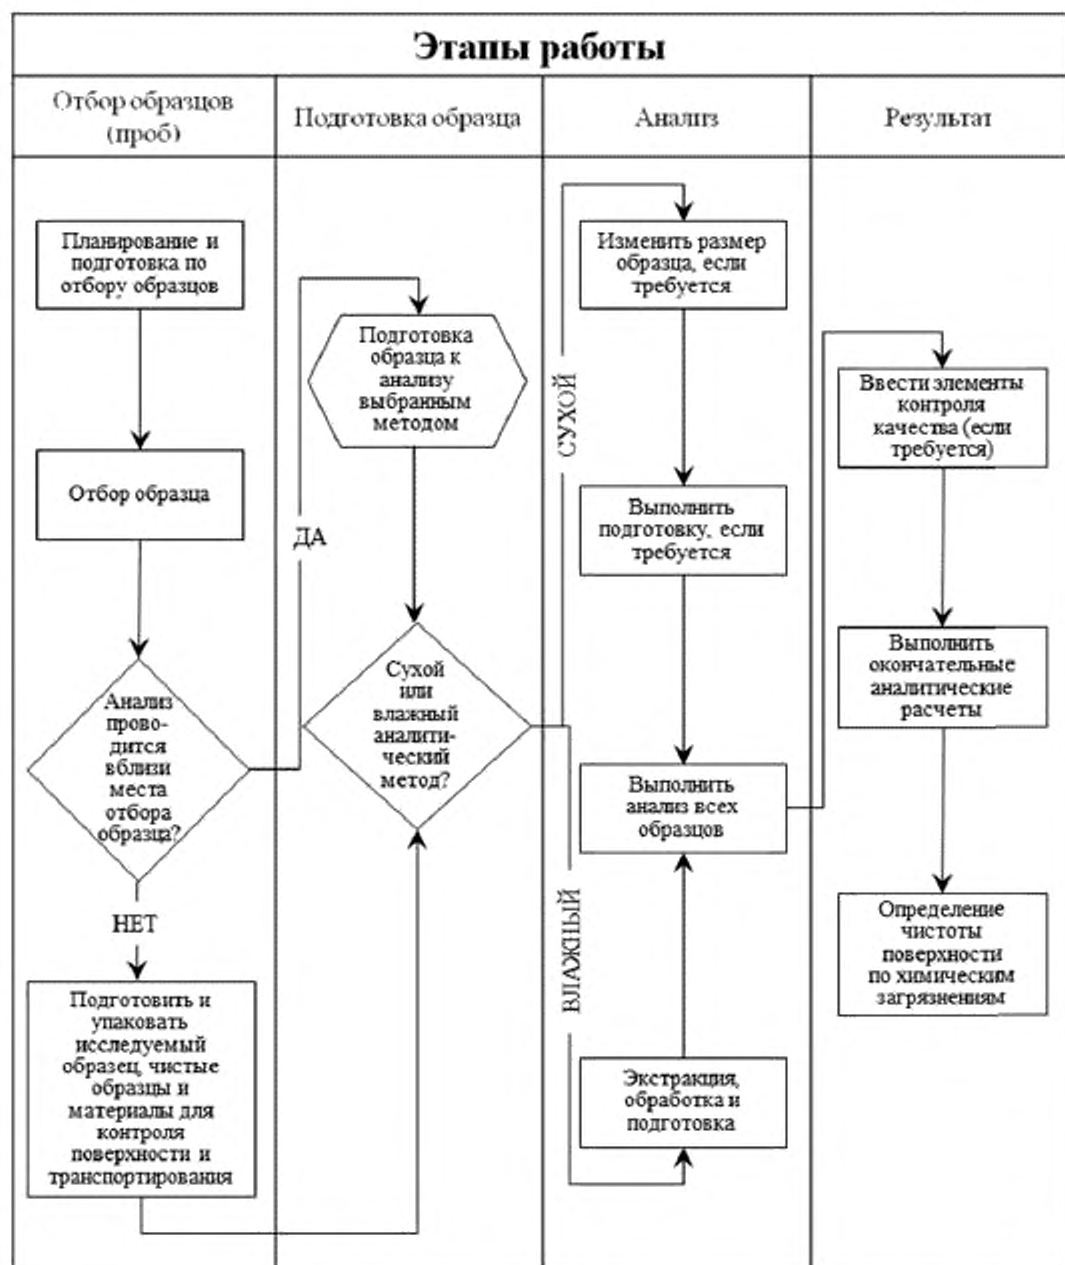 Этапы работы
Отбор образцов
(проб)
Подготовка образца
Анализ
Результат
Планирование и
подготовка по
отбору образцов
Отбор образца
Анализ
прово-
дится
вблизи
места
отбора
образца?
НЕТ
Подготовить и
упаковать
исследуемый
образец, чистые
образцы и
материалы для
контроля
поверхности и
транспортирования
ДА
Подготовка
образца к
анализу
выбранным
методом
Сухой
или
влажный
аналити-
ческий
метод?
СУХОЙ
ВЛАЖНЫЙ
Изменить размер
образца, если
требуется
Выполнить
подготовку, если
требуется
Выполнить
анализ всех
образцов
Экстракция,
обработка и
подготовка
Ввести элементы
контроля
качества (если
требуется)
Выполнить
окончательные
аналитические
расчеты
Определение
чистоты
поверхности
по химическим
загрязнениям